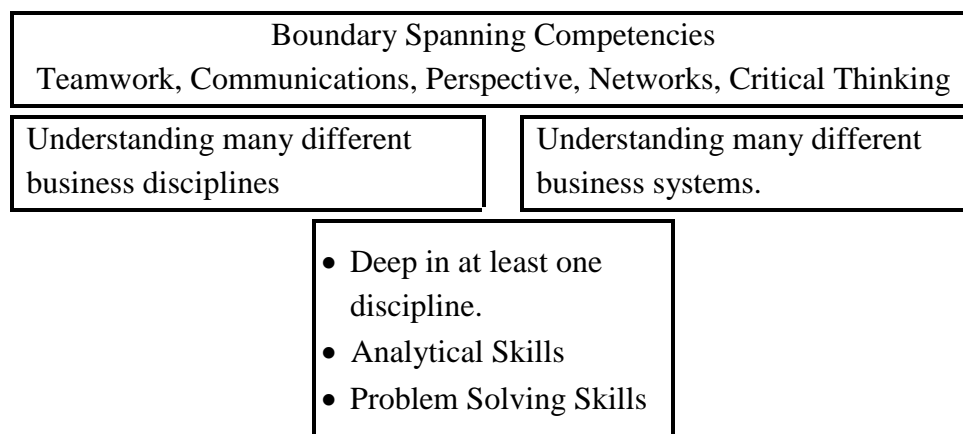 Boundary Spanning Competencies
Teamwork, Communications, Perspective, Networks, Critical Thinking
Understanding many different
business disciplines
Understanding many different
business systems.
• Deep in at least one
discipline.
• Analytical Skills
• Problem Solving Skills